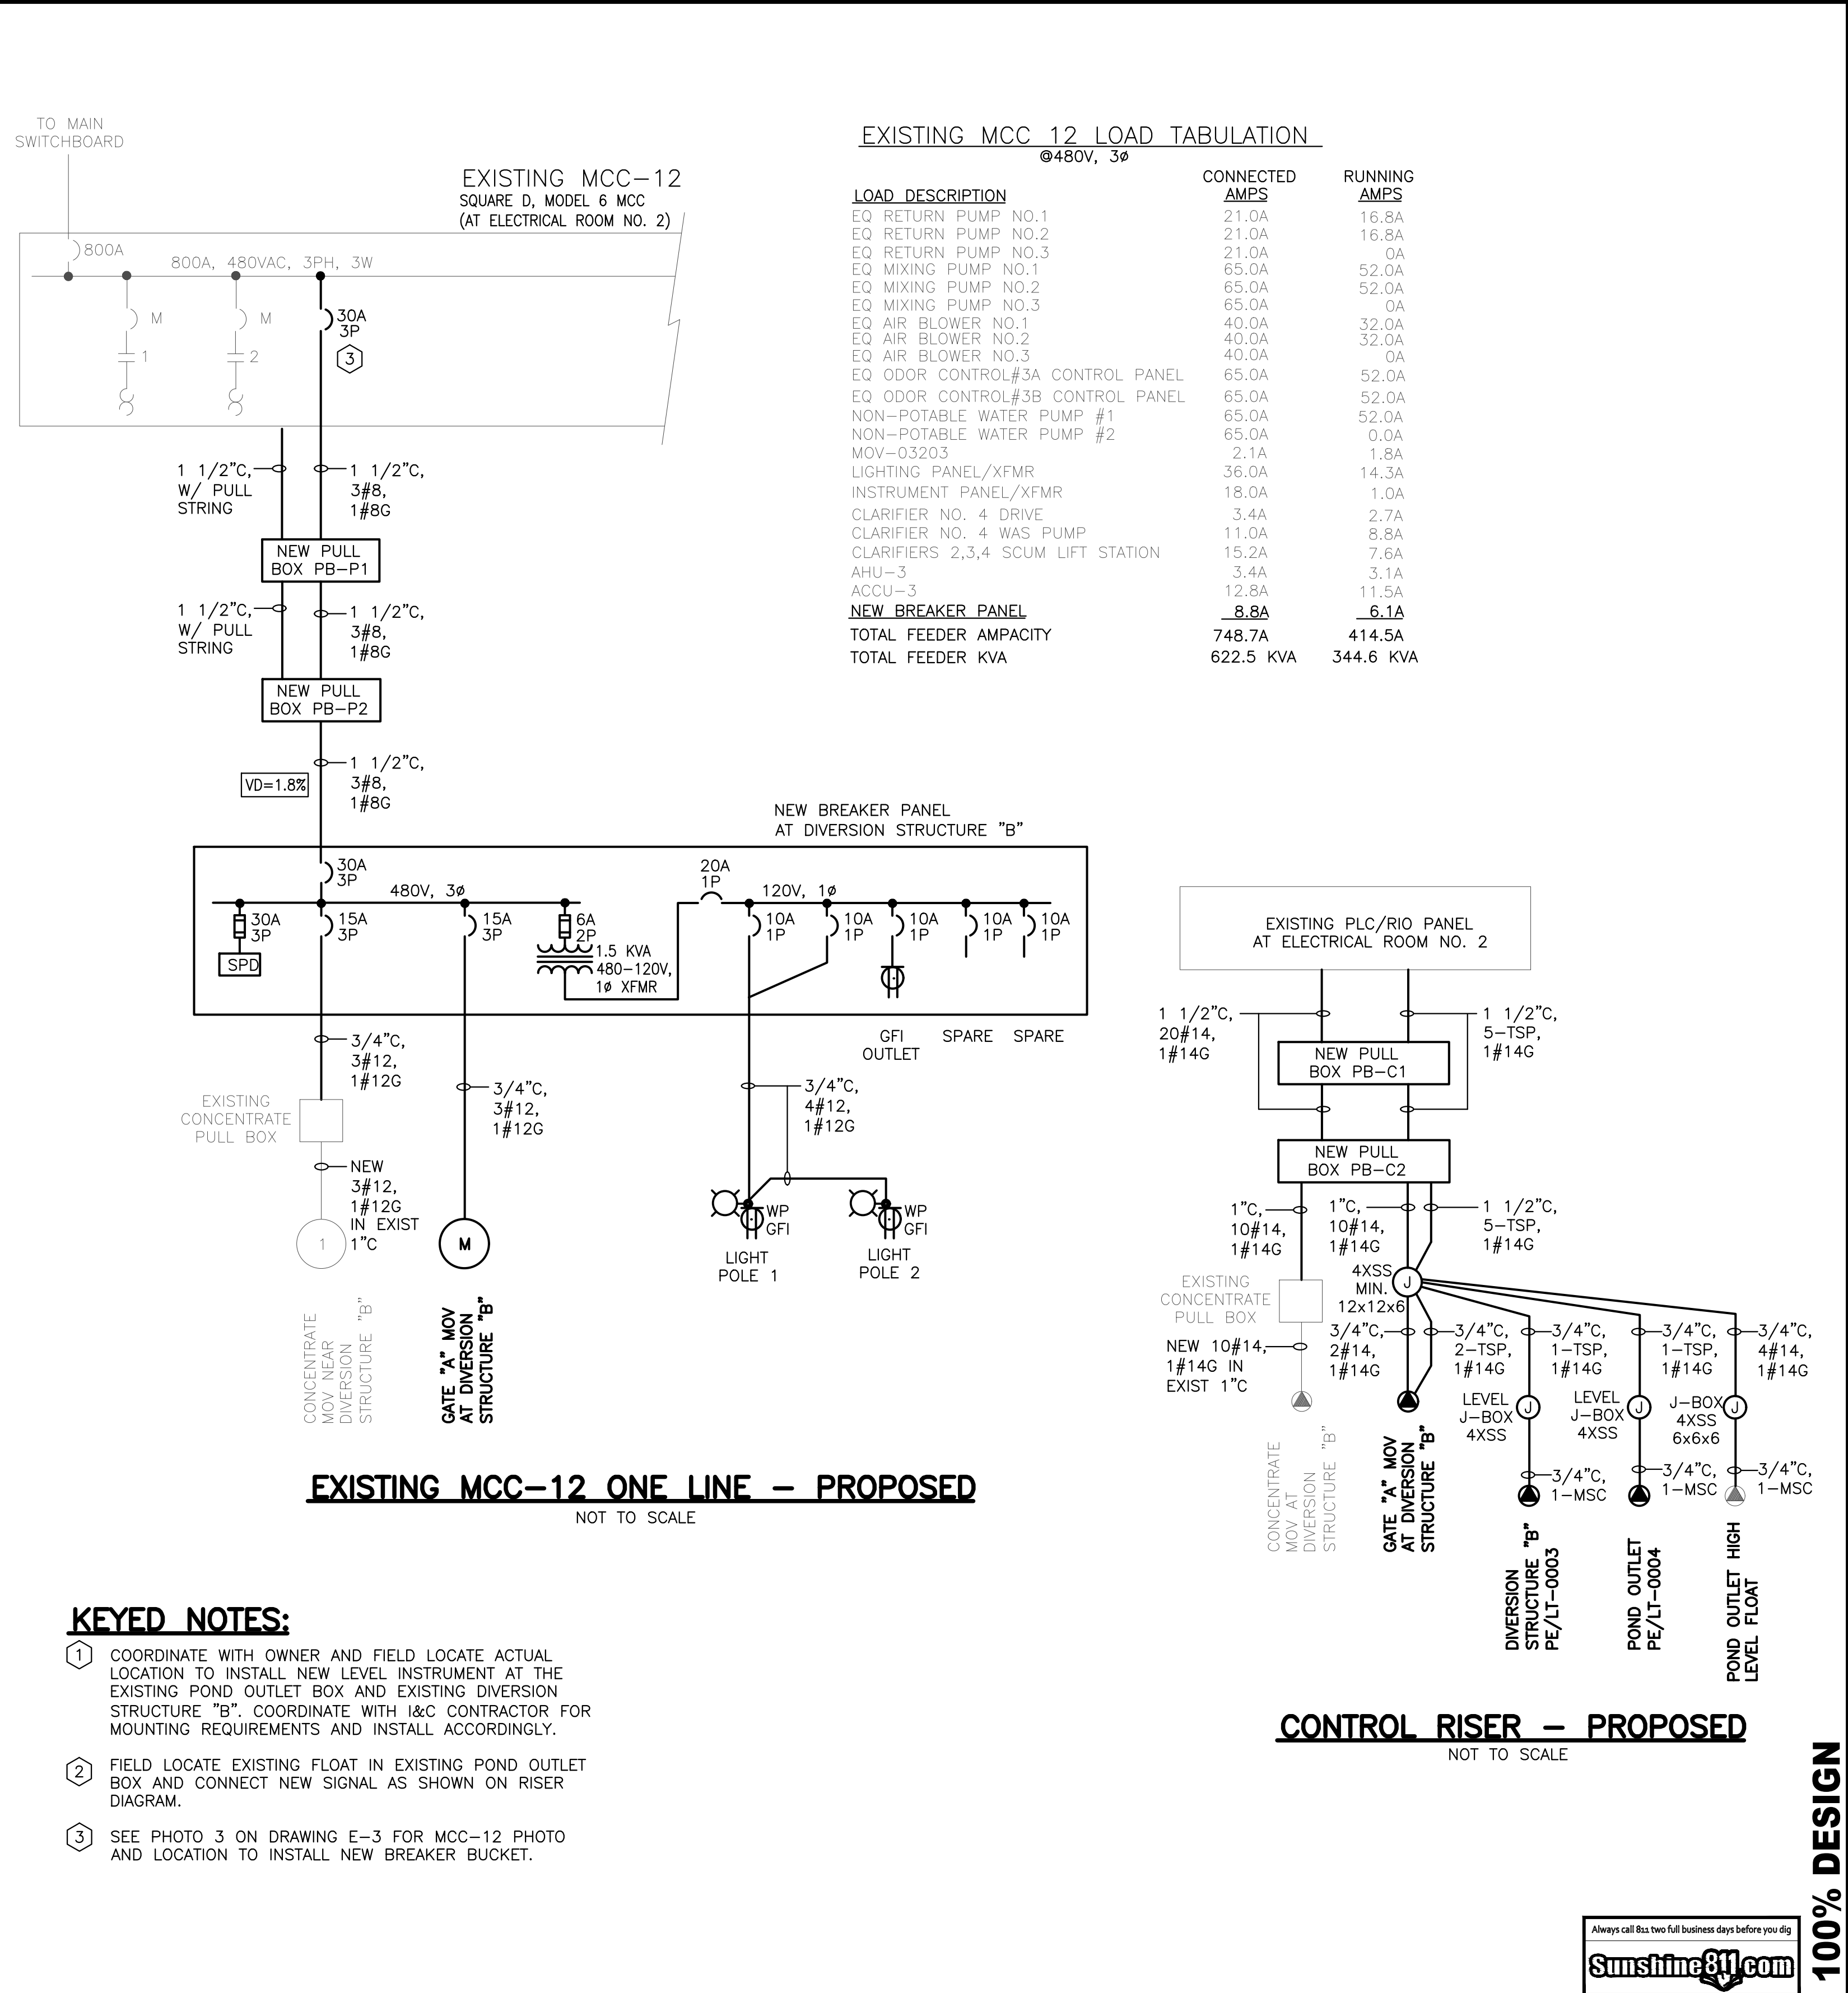 TO MAIN
SWITCHBOARD
EXISTING MCC-12
SQUARE D, MODEL 6 MCC
(AT ELECTRICAL ROOM NO. 2)
800A
800A, 480VAC, 3PH, 3W
M
M
30A
3P
1
2
3
1 1/2"C,
W/ PULL
STRING
1 1/2"C,
3#8,
1#8G
NEW PULL
BOX PB-P1
1 1/2"C,
W/ PULL
STRING
1 1/2"C,
3#8,
1#8G
NEW PULL
BOX PB-P2
VD=1.8%
1 1/2"C,
3#8,
1#8G
NEW BREAKER PANEL
AT DIVERSION STRUCTURE "B"
30A
3P
480V, 3ø
20A
1P
120V, 1ø
30A
3P
SPD
15A
3P
15A
3P
6A
2P
1.5 KVA
480-120V,
1ø XFMR
10A
1P
10A
1P
10A
1P
10A
1P
10A
1P
GFI
OUTLET
SPARE
SPARE
3/4"C,
3#12,
1#12G
3/4"C,
3#12,
1#12G
3/4"C,
4#12,
1#12G
EXISTING
CONCENTRATE
PULL BOX
NEW
3#12,
1#12G
IN EXIST
1"C
1
M
WP
GFI
WP
GFI
LIGHT
POLE 1
LIGHT
POLE 2
CONCENTRATE
MOV NEAR
DIVERSION
STRUCTURE "B"
GATE "A" MOV
AT DIVERSION
STRUCTURE "B"
EXISTING MCC-12 ONE LINE - PROPOSED
NOT TO SCALE
EXISTING MCC 12 LOAD TABULATION
@480V, 3ø
LOAD DESCRIPTION CONNECTED AMPS RUNNING AMPS
EQ RETURN PUMP NO.1 21.0A 16.8A
EQ RETURN PUMP NO.2 21.0A 16.8A
EQ RETURN PUMP NO.3 21.0A 0A
EQ MIXING PUMP NO.1 65.0A 52.0A
EQ MIXING PUMP NO.2 65.0A 52.0A
EQ MIXING PUMP NO.3 65.0A 0A
EQ AIR BLOWER NO.1 40.0A 32.0A
EQ AIR BLOWER NO.2 40.0A 32.0A
EQ AIR BLOWER NO.3 40.0A 0A
EQ ODOR CONTROL#3A CONTROL PANEL 65.0A 52.0A
EQ ODOR CONTROL#3B CONTROL PANEL 65.0A 52.0A
NON-POTABLE WATER PUMP #1 65.0A 52.0A
NON-POTABLE WATER PUMP #2 65.0A 0.0A
MOV-03203 2.1A 1.8A
LIGHTING PANEL/XFMR 36.0A 14.3A
INSTRUMENT PANEL/XFMR 18.0A 1.0A
CLARIFIER NO. 4 DRIVE 3.4A 2.7A
CLARIFIER NO. 4 WAS PUMP 11.0A 8.8A
CLARIFIERS 2,3,4 SCUM LIFT STATION 15.2A 7.6A
AHU-3 3.4A 3.1A
ACCU-3 12.8A 11.5A
NEW BREAKER PANEL 8.8A 6.1A
TOTAL FEEDER AMPACITY 748.7A 414.5A
TOTAL FEEDER KVA 622.5 KVA 344.6 KVA
EXISTING PLC/RIO PANEL
AT ELECTRICAL ROOM NO. 2
1 1/2"C,
20#14,
1#14G
1 1/2"C,
5-TSP,
1#14G
NEW PULL
BOX PB-C1
NEW PULL
BOX PB-C2
1"C,
10#14,
1#14G
1"C,
10#14,
1#14G
1 1/2"C,
5-TSP,
1#14G
EXISTING
CONCENTRATE
PULL BOX
4XSS
MIN.
12x12x6
J
NEW 10#14,
1#14G IN
EXIST 1"C
3/4"C,
2#14,
1#14G
3/4"C,
2-TSP,
1#14G
3/4"C,
1-TSP,
1#14G
3/4"C,
1-TSP,
1#14G
3/4"C,
4#14,
1#14G
LEVEL
J-BOX
4XSS
J
LEVEL
J-BOX
4XSS
J
J-BOX
4XSS
6x6x6
J
3/4"C,
1-MSC
3/4"C,
1-MSC
3/4"C,
1-MSC
CONCENTRATE
MOV AT
DIVERSION
STRUCTURE "B"
GATE "A" MOV
AT DIVERSION
STRUCTURE "B"
DIVERSION
STRUCTURE "B"
PE/LT-0003
POND OUTLET
PE/LT-0004
POND OUTLET HIGH
LEVEL FLOAT
CONTROL RISER - PROPOSED
NOT TO SCALE
KEYED NOTES:
1 COORDINATE WITH OWNER AND FIELD LOCATE ACTUAL
LOCATION TO INSTALL NEW LEVEL INSTRUMENT AT THE
EXISTING POND OUTLET BOX AND EXISTING DIVERSION
STRUCTURE "B". COORDINATE WITH I&C CONTRACTOR FOR
MOUNTING REQUIREMENTS AND INSTALL ACCORDINGLY.
2 FIELD LOCATE EXISTING FLOAT IN EXISTING POND OUTLET
BOX AND CONNECT NEW SIGNAL AS SHOWN ON RISER
DIAGRAM.
3 SEE PHOTO 3 ON DRAWING E-3 FOR MCC-12 PHOTO
AND LOCATION TO INSTALL NEW BREAKER BUCKET.
100% DESIGN
Always call 811 two full business days before you dig
Sunshine811.com